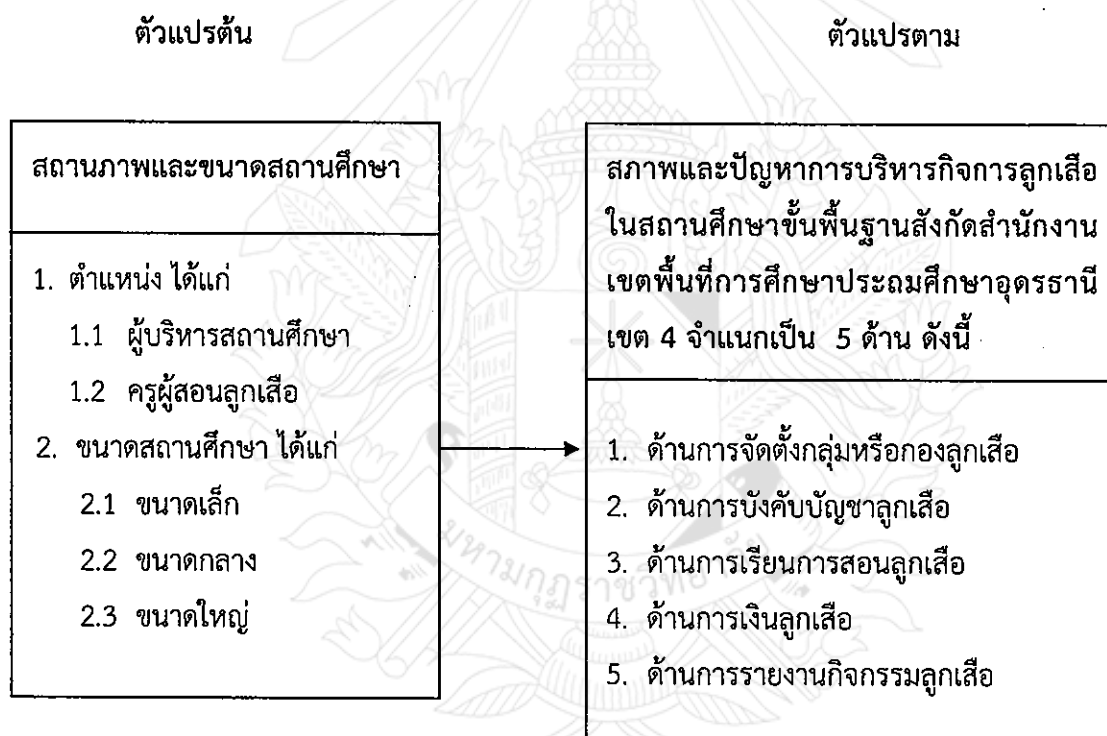 ตัวแปรต้น
ตัวแปรตาม
สถานภาพและขนาดสถานศึกษา
1. ตำแหน่ง ได้แก่
1.1 ผู้บริหารสถานศึกษา
1.2 ครูผู้สอนลูกเสือ
2. ขนาดสถานศึกษา ได้แก่
2.1 ขนาดเล็ก
2.2 ขนาดกลาง
2.3 ขนาดใหญ่
สภาพและปัญหาการบริหารกิจการลูกเสือ
ในสถานศึกษาขั้นพื้นฐานสังกัดสำนักงาน
เขตพื้นที่การศึกษาประถมศึกษาอุดรธานี
เขต 4 จำแนกเป็น 5 ด้าน ดังนี้
1. ด้านการจัดตั้งกลุ่มหรือกองลูกเสือ
2. ด้านการบังคับบัญชาลูกเสือ
3. ด้านการเรียนการสอนลูกเสือ
4. ด้านการเงินลูกเสือ
5. ด้านการรายงานกิจกรรมลูกเสือ
มหามกุฏราชวิทยาลัย